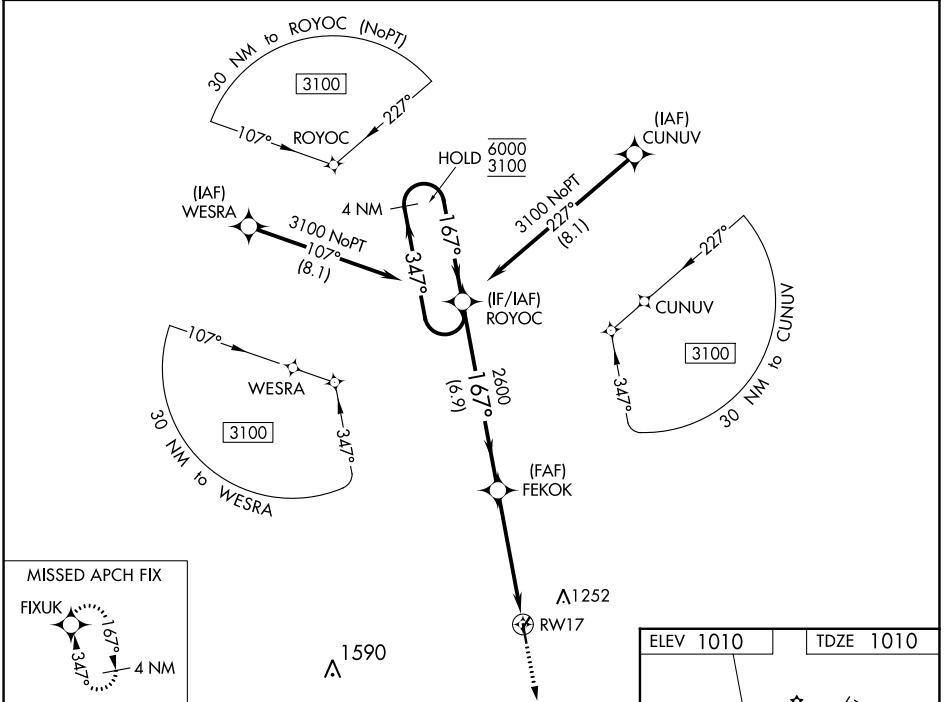 30 NM to ROYOC (NoPT)
3100
107°
227°
ROYOC
HOLD 6000
3100
(IAF)
CUNUV
(IAF)
WESRA
4 NM
3100 NoPT
107°
(8.1)
3100 NoPT
227°
(8.1)
167°
347°
(IF/IAF)
ROYOC
227°
CUNUV
3100
347°
30 NM to CUNUV
107°
WESRA
3100
347°
30 NM to WESRA
2600
167°
(6.9)
(FAF)
FEKOK
MISSED APCH FIX
FIXUK
167°
347°
4 NM
1252
RW17
1590
ELEV 1010
TDZE 1010